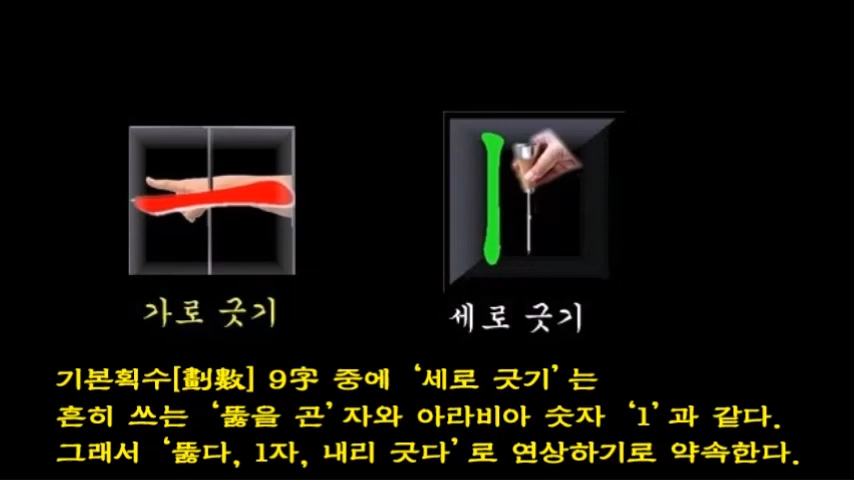 가로 긋기
세로 긋기
기본획수[劃數] 9字 중에 ‘세로 긋기’는
흔히 쓰는 ‘뚫을 곤’자와 아라비아 숫자 ‘1’과 같다.
그래서 ‘뚫다, 1자, 내리 긋다’로 연상하기로 약속한다.